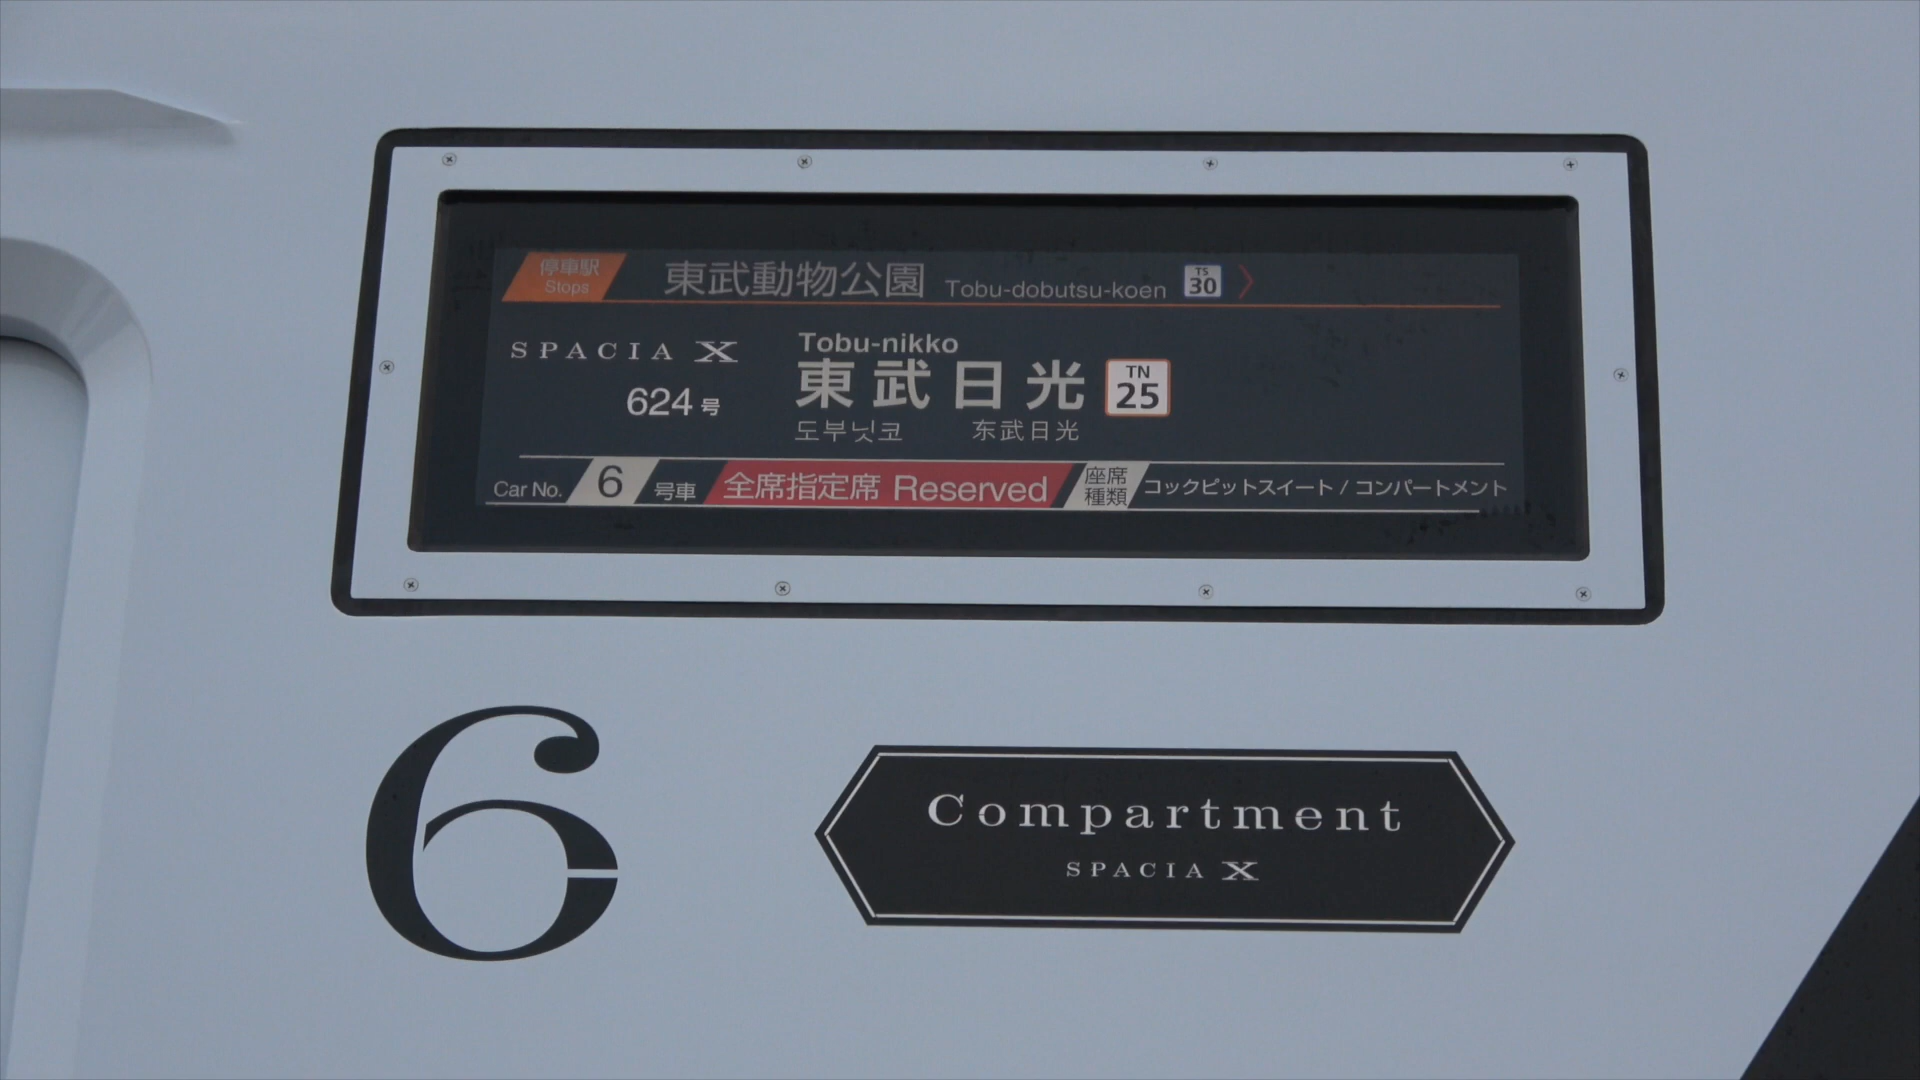 停車駅 東武動物公園 Tobu-dobutsu-koen TS 30
Stops
SPACIA X
624号
Tobu-nikko
東武日光 TN 25
도부닛코 东武日光
Car No. 6 号車 全席指定席 Reserved 座席種類 コックピットスイート / コンパートメント
6
Compartment
SPACIA X